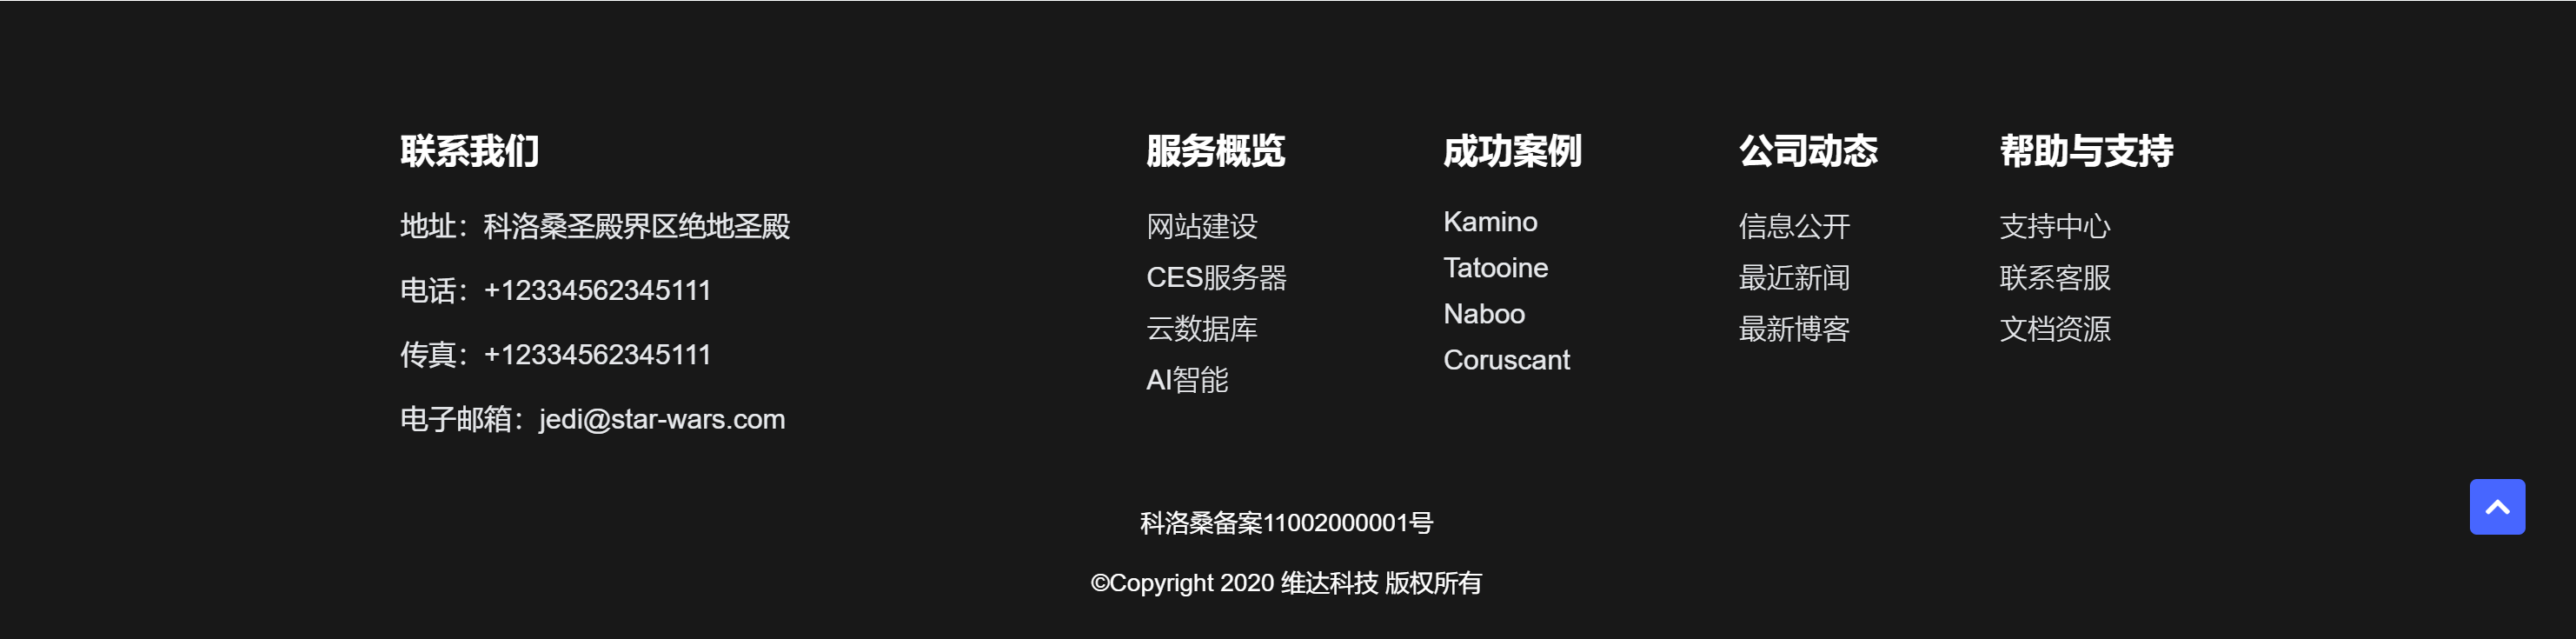 联系我们
地址：科洛桑圣殿界区绝地圣殿
电话：+12334562345111
传真：+12334562345111
电子邮箱：jedi@star-wars.com
服务概览
网站建设
CES服务器
云数据库
AI智能
成功案例
Kamino
Tatooine
Naboo
Coruscant
公司动态
信息公开
最近新闻
最新博客
帮助与支持
支持中心
联系客服
文档资源
科洛桑备案11002000001号
©Copyright 2020 维达科技 版权所有